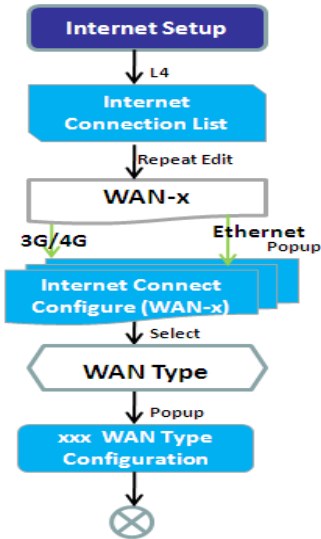 Internet Setup
L4
Internet
Connection List
Repeat Edit
WAN-x
3G/4G
Ethernet
Popup
Internet Connect
Configure (WAN-x)
Select
WAN Type
Popup
xxx WAN Type
Configuration